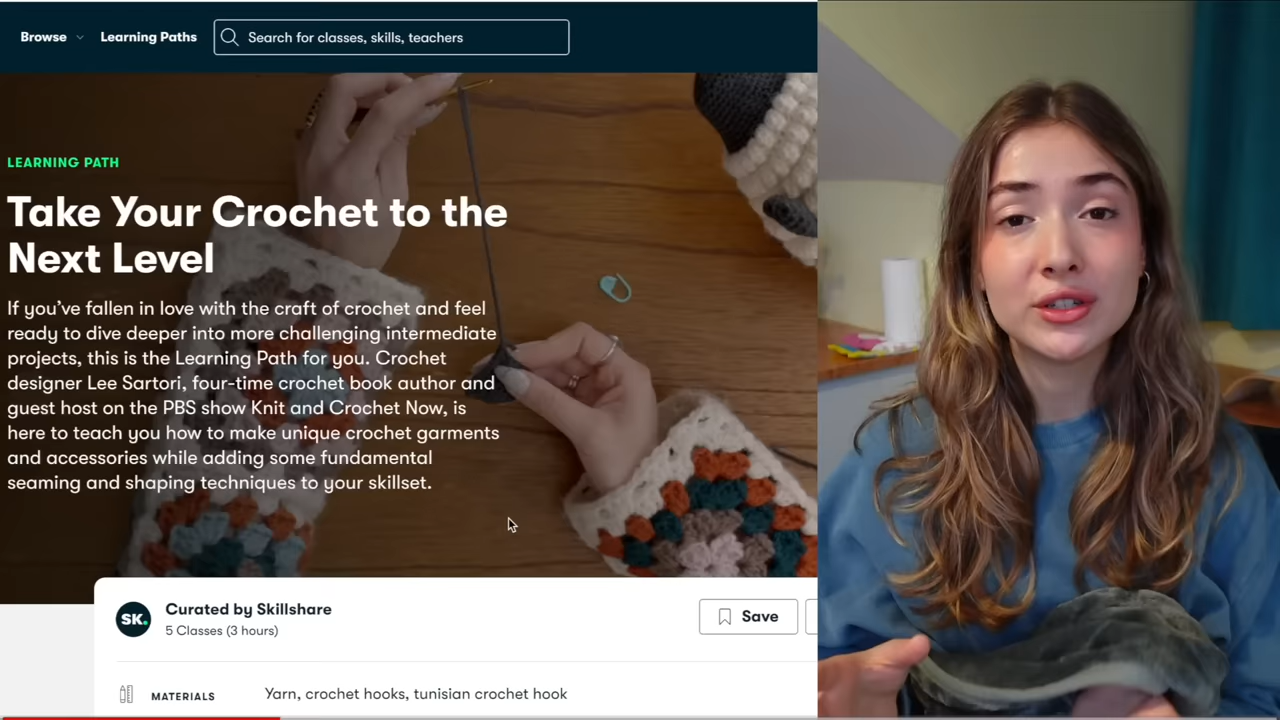 Browse
Learning Paths
Search for classes, skills, teachers
LEARNING PATH
Take Your Crochet to the
Next Level
If you’ve fallen in love with the craft of crochet and feel
ready to dive deeper into more challenging intermediate
projects, this is the Learning Path for you. Crochet
designer Lee Sartori, four-time crochet book author and
guest host on the PBS show Knit and Crochet Now, is
here to teach you how to make unique crochet garments
and accessories while adding some fundamental
seaming and shaping techniques to your skillset.
SK.
Curated by Skillshare
5 Classes (3 hours)
Save
MATERIALS
Yarn, crochet hooks, tunisian crochet hook